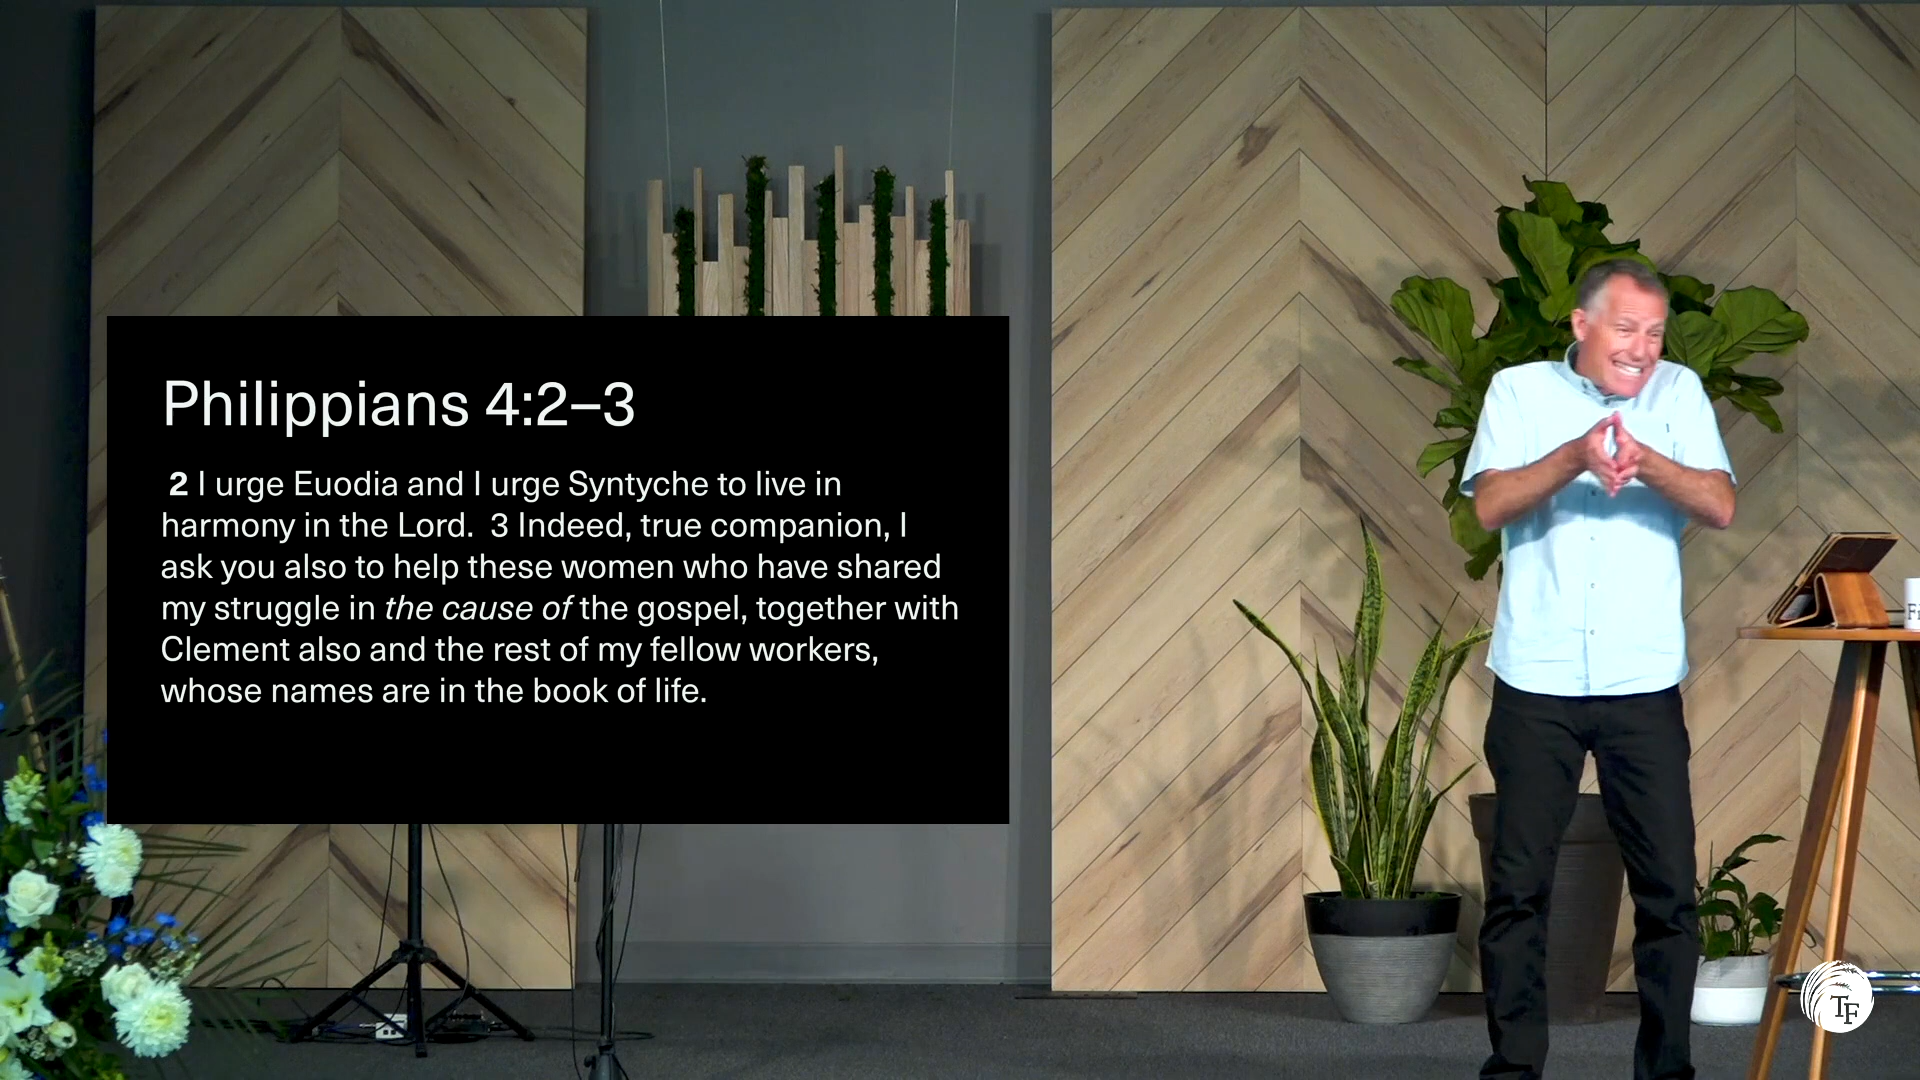 Philippians 4:2–3
2 I urge Euodia and I urge Syntyche to live in
harmony in the Lord.  3 Indeed, true companion, I
ask you also to help these women who have shared
my struggle in the cause of the gospel, together with
Clement also and the rest of my fellow workers,
whose names are in the book of life.
TF